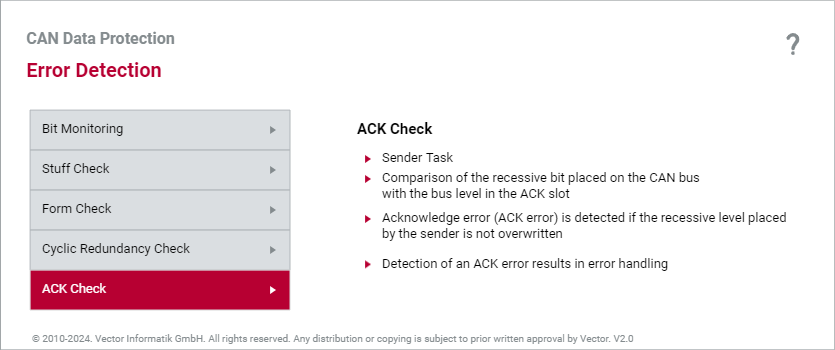 CAN Data Protection
?
Error Detection
Bit Monitoring
Stuff Check
Form Check
Cyclic Redundancy Check
ACK Check
ACK Check
Sender Task
Comparison of the recessive bit placed on the CAN bus
with the bus level in the ACK slot
Acknowledge error (ACK error) is detected if the recessive level placed
by the sender is not overwritten
Detection of an ACK error results in error handling
© 2010-2024. Vector Informatik GmbH. All rights reserved. Any distribution or copying is subject to prior written approval by Vector. V2.0